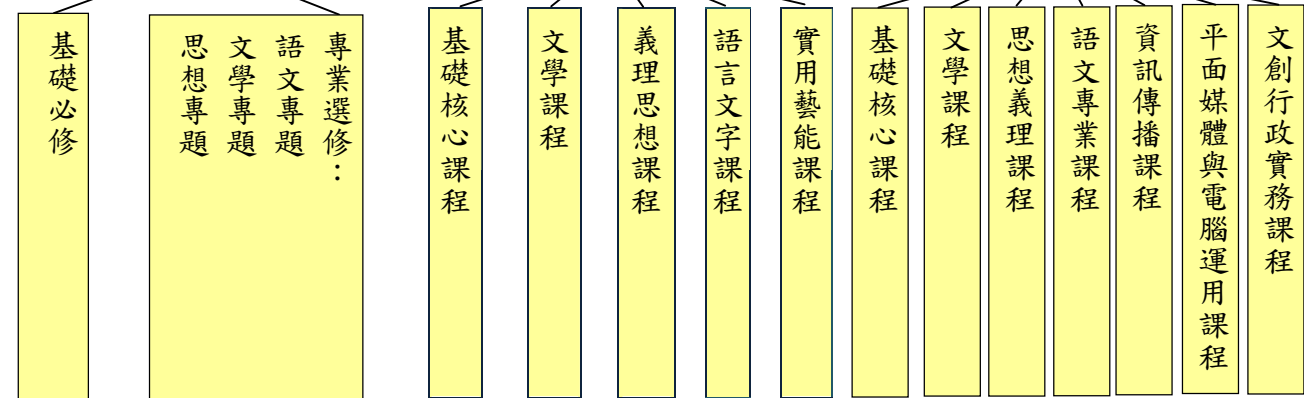 基礎必修
專業選修：
語文專題
文學專題
思想專題
基礎核心課程
文學課程
義理思想課程
語言文字課程
實用藝能課程
基礎核心課程
文學課程
思想義理課程
語文專業課程
資訊傳播課程
平面媒體與電腦運用課程
文創行政實務課程